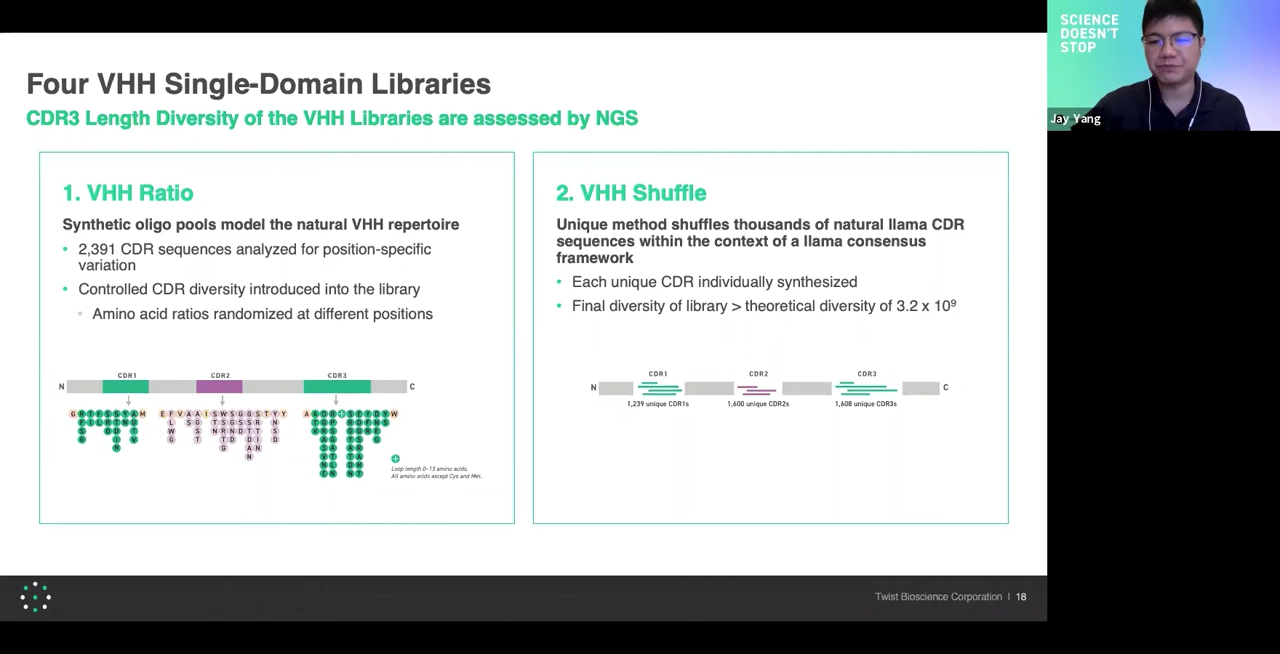 Four VHH Single-Domain Libraries
CDR3 Length Diversity of the VHH Libraries are assessed by NGS
1. VHH Ratio
Synthetic oligo pools model the natural VHH repertoire
• 2,391 CDR sequences analyzed for position-specific
variation
• Controlled CDR diversity introduced into the library
• Amino acid ratios randomized at different positions
N
CDR1
CDR2
CDR3
C
Loop length 0–13 amino acids.
All amino acids except Cys and Met.
2. VHH Shuffle
Unique method shuffles thousands of natural llama CDR
sequences within the context of a llama consensus
framework
• Each unique CDR individually synthesized
• Final diversity of library > theoretical diversity of 3.2 x 10⁹
CDR1
CDR2
CDR3
N
C
1,239 unique CDR1s
1,600 unique CDR2s
1,608 unique CDR3s
Twist Bioscience Corporation | 18
SCIENCE
DOESN'T
STOP
Jay Yang